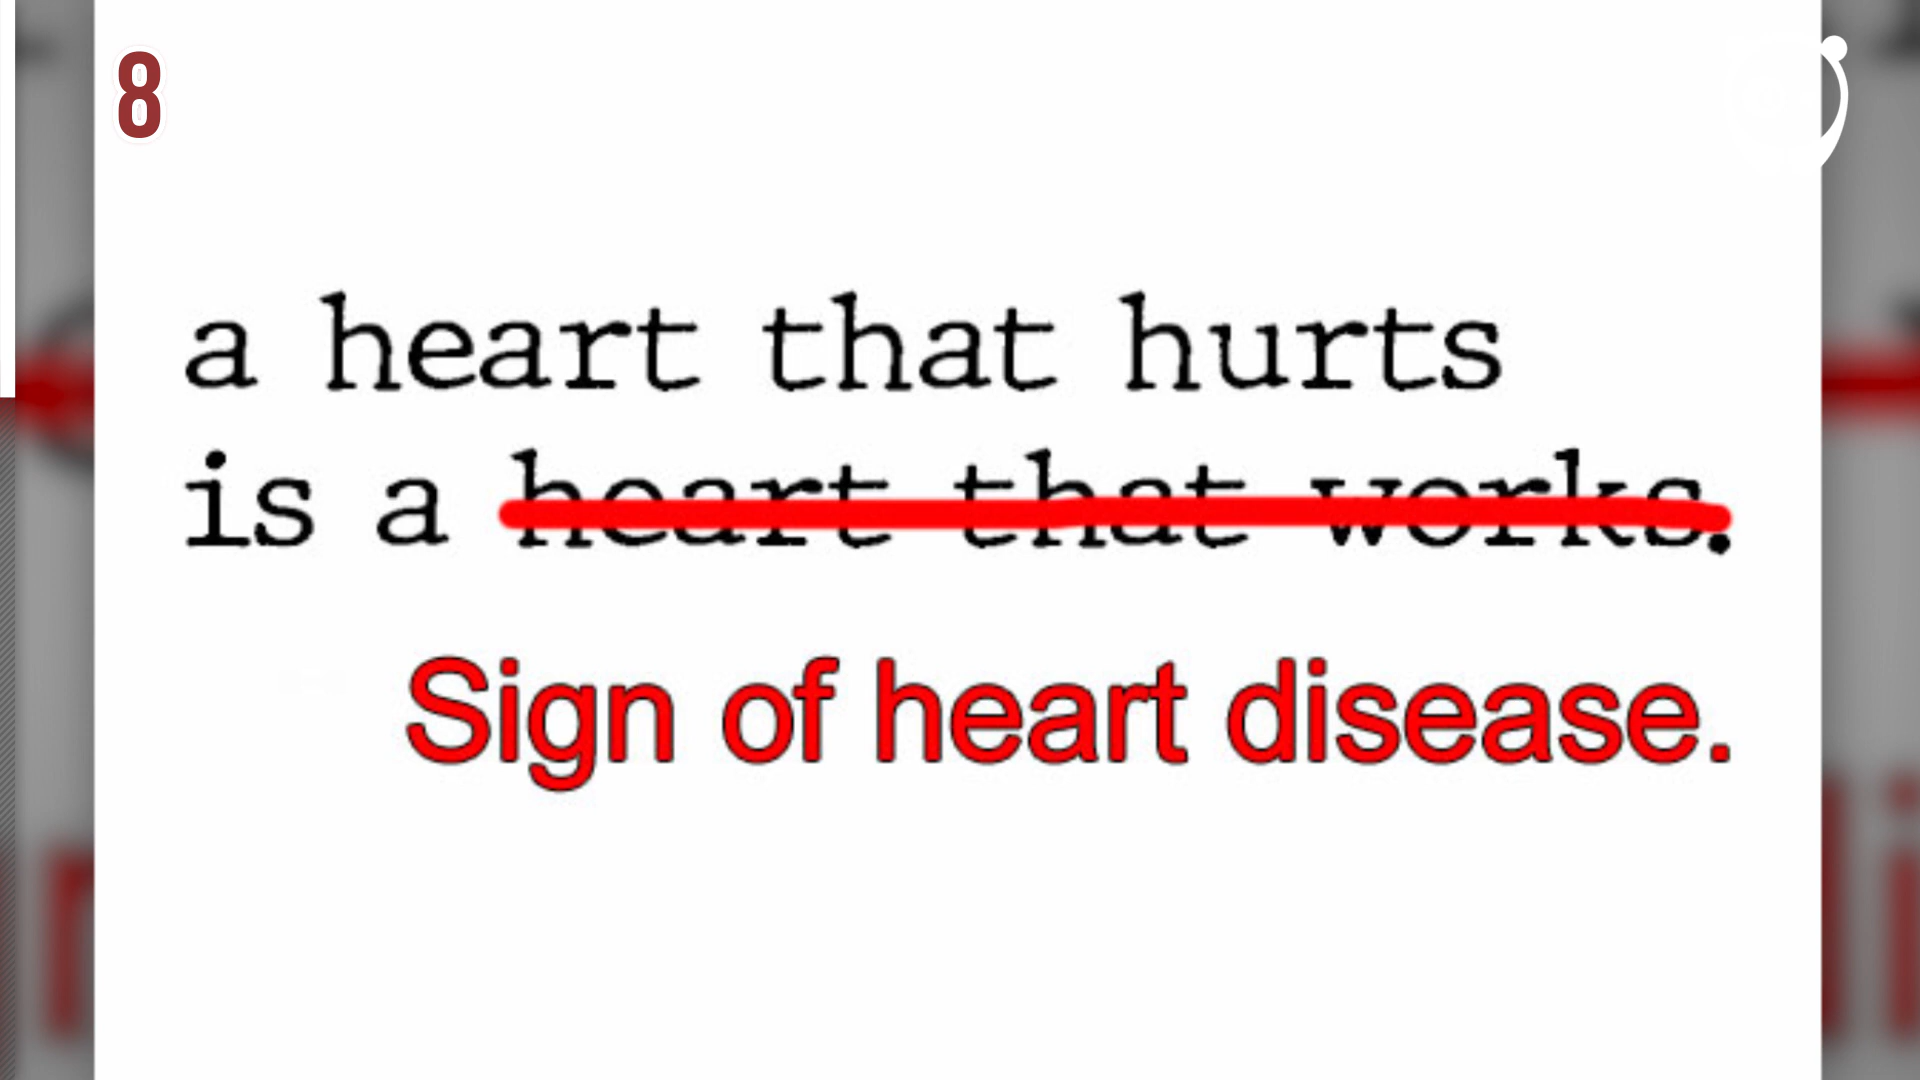 8
a heart that hurts
is a heart that works.
Sign of heart disease.